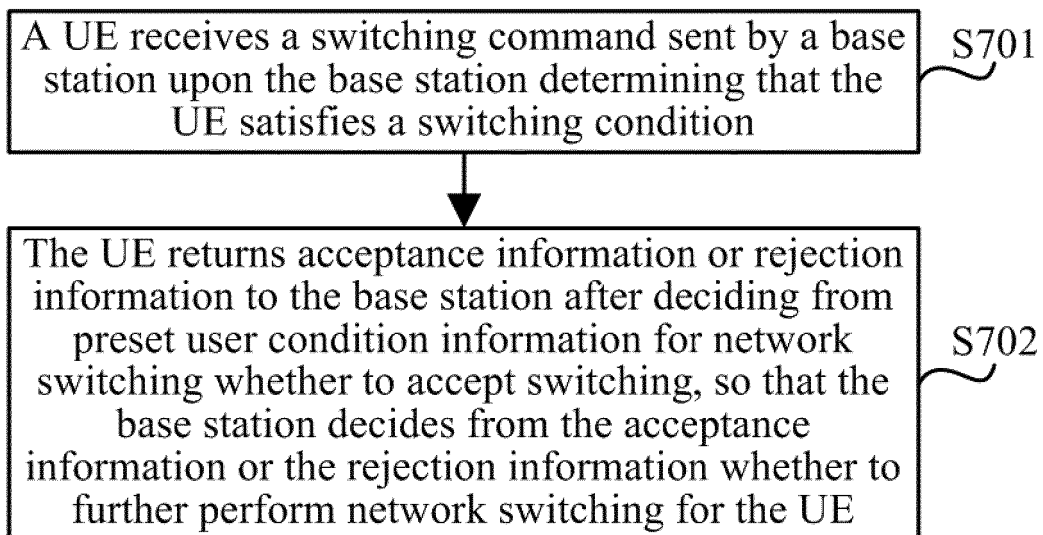 A UE receives a switching command sent by a base
station upon the base station determining that the
UE satisfies a switching condition
S701
The UE returns acceptance information or rejection
information to the base station after deciding from
preset user condition information for network
switching whether to accept switching, so that the
base station decides from the acceptance
information or the rejection information whether to
further perform network switching for the UE
S702